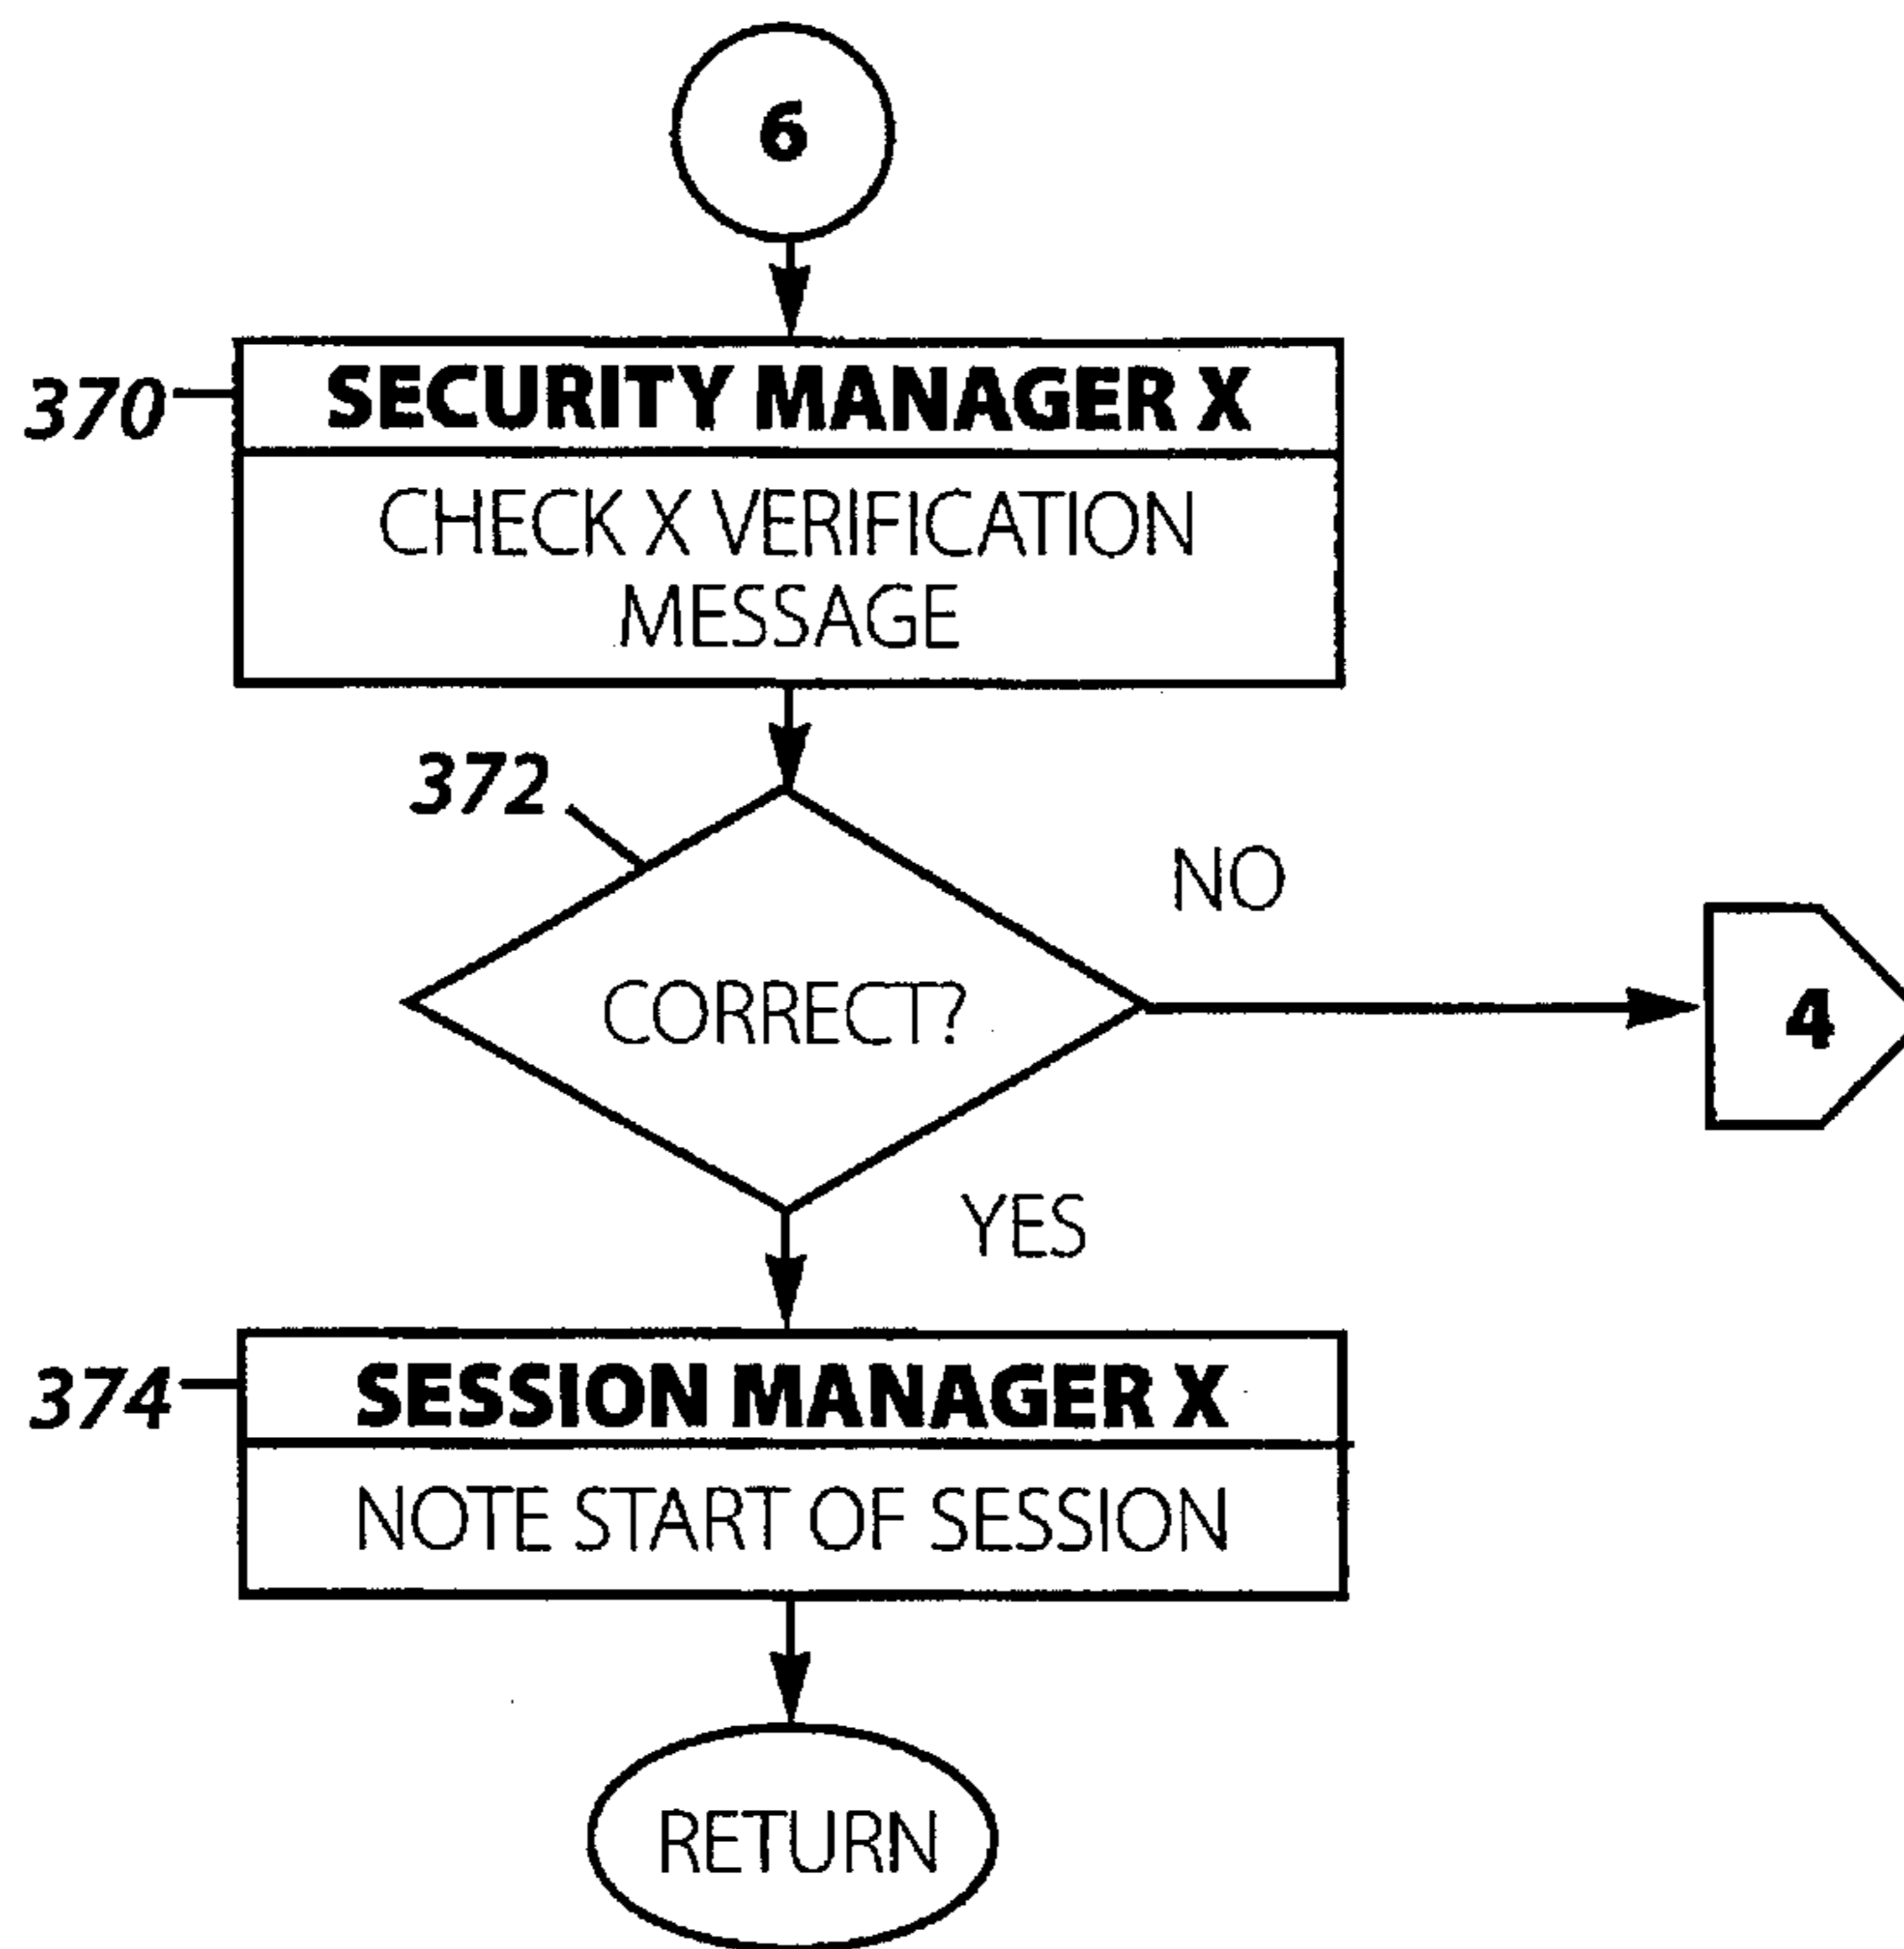 6
370
SECURITY MANAGER X
CHECK X VERIFICATION
MESSAGE
372
NO
CORRECT?
4
YES
374
SESSION MANAGER X
NOTE START OF SESSION
RETURN